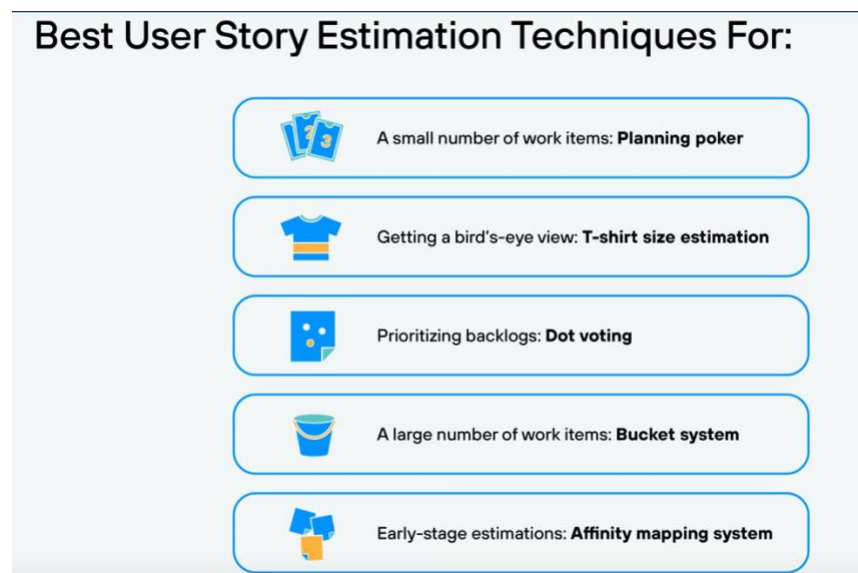 Best User Story Estimation Techniques For:
3
A small number of work items: Planning poker
Getting a bird's-eye view: T-shirt size estimation
Prioritizing backlogs: Dot voting
A large number of work items: Bucket system
Early-stage estimations: Affinity mapping system